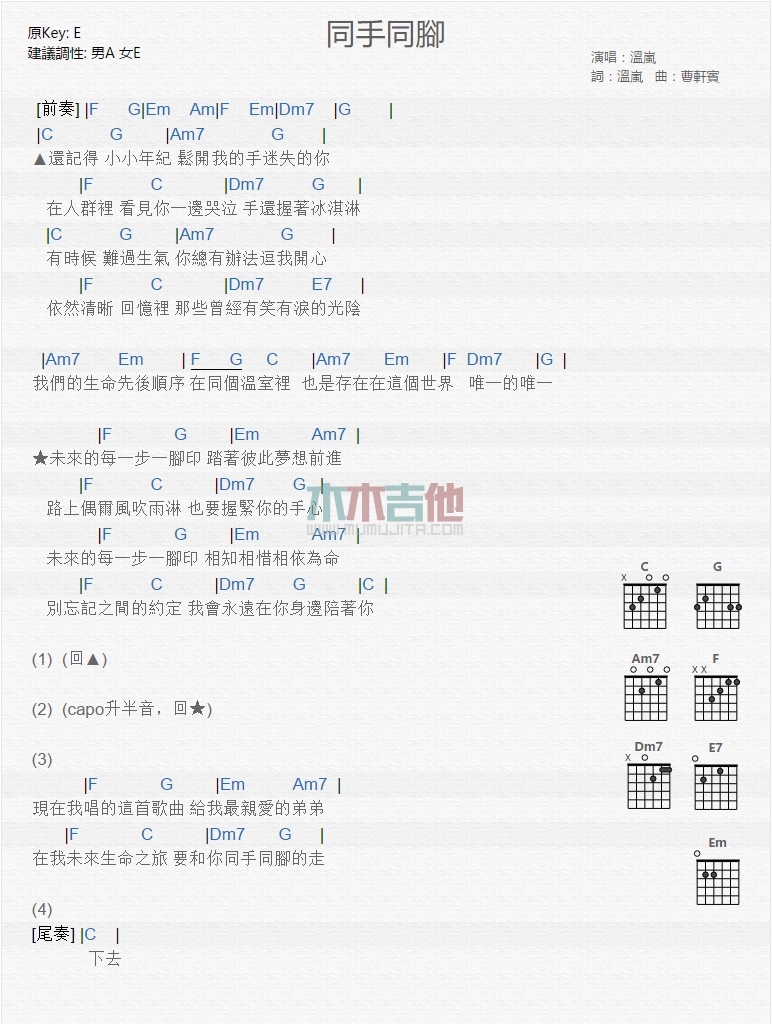 同手同腳
原Key: E
建議調性: 男A 女E
演唱：溫嵐
詞：溫嵐 曲：曹軒賓
[前奏] |F G|Em Am|F Em|Dm7 |G |
|C G |Am7 G |
▲還記得 小小年紀 鬆開我的手迷失的你
|F C |Dm7 G |
在人群裡 看見你一邊哭泣 手還握著冰淇淋
|C G |Am7 G |
有時候 難過生氣 你總有辦法逗我開心
|F C |Dm7 E7 |
依然清晰 回憶裡 那些曾經有笑有淚的光陰
|Am7 Em | F G C |Am7 Em |F Dm7 |G |
我們的生命先後順序 在同個溫室裡 也是存在在這個世界 唯一的唯一
|F G |Em Am7 |
★未來的每一步一腳印 踏著彼此夢想前進
|F C |Dm7 G |
路上偶爾風吹雨淋 也要握緊你的手心
木木吉他
WWW.MUMUJITA.COM
|F G |Em Am7 |
未來的每一步一腳印 相知相惜相依為命
|F C |Dm7 G |C |
別忘記之間的約定 我會永遠在你身邊陪著你
C G
x
(1) (回▲)
Am7 F
x x
(2) (capo升半音，回★)
Dm7 E7
x
(3)
|F G |Em Am7 |
現在我唱的這首歌曲 給我最親愛的弟弟
|F C |Dm7 G |
在我未來生命之旅 要和你同手同腳的走
Em
(4)
[尾奏] |C |
下去